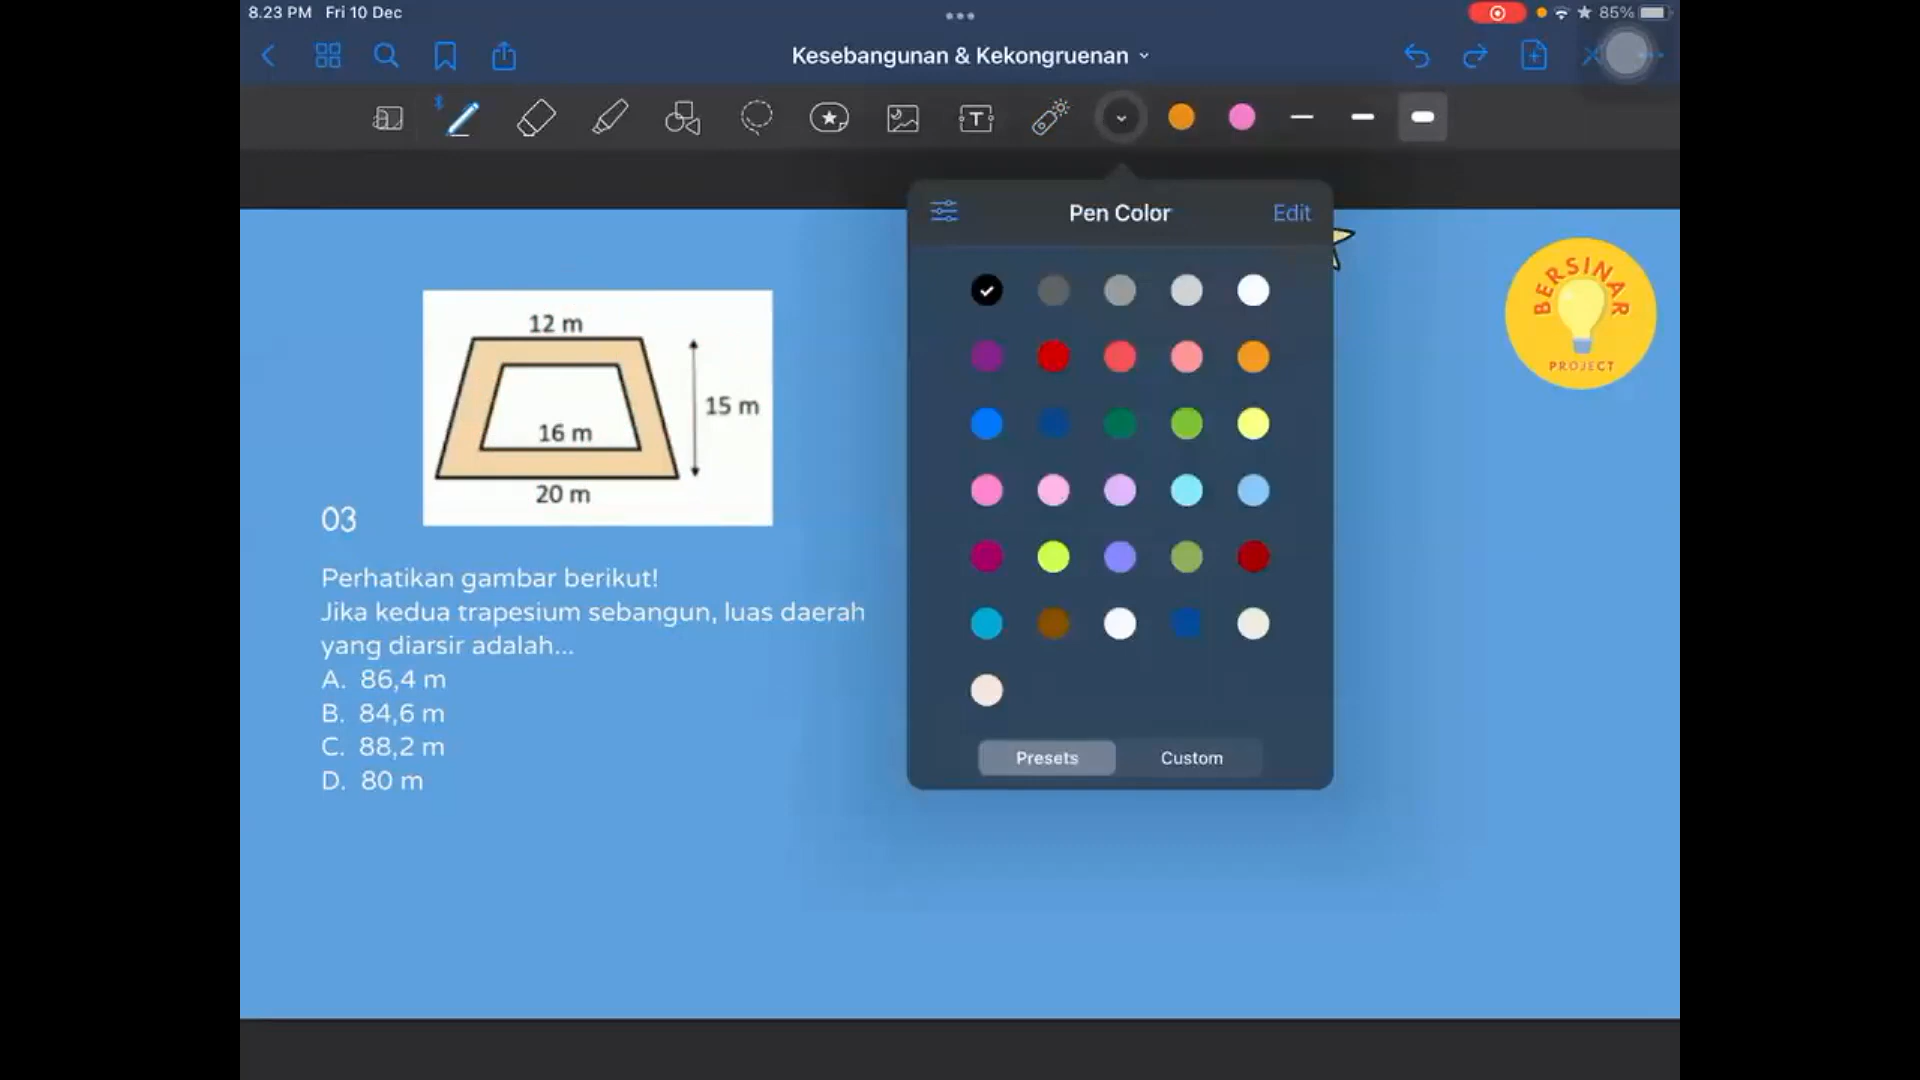 8.23 PM Fri 10 Dec
85%
Kesebangunan & Kekongruenan
T
Pen Color
Edit
BERSINAR
PROJECT
12 m
15 m
16 m
20 m
03
Perhatikan gambar berikut!
Jika kedua trapesium sebangun, luas daerah
yang diarsir adalah...
A. 86,4 m
B. 84,6 m
C. 88,2 m
D. 80 m
Presets
Custom